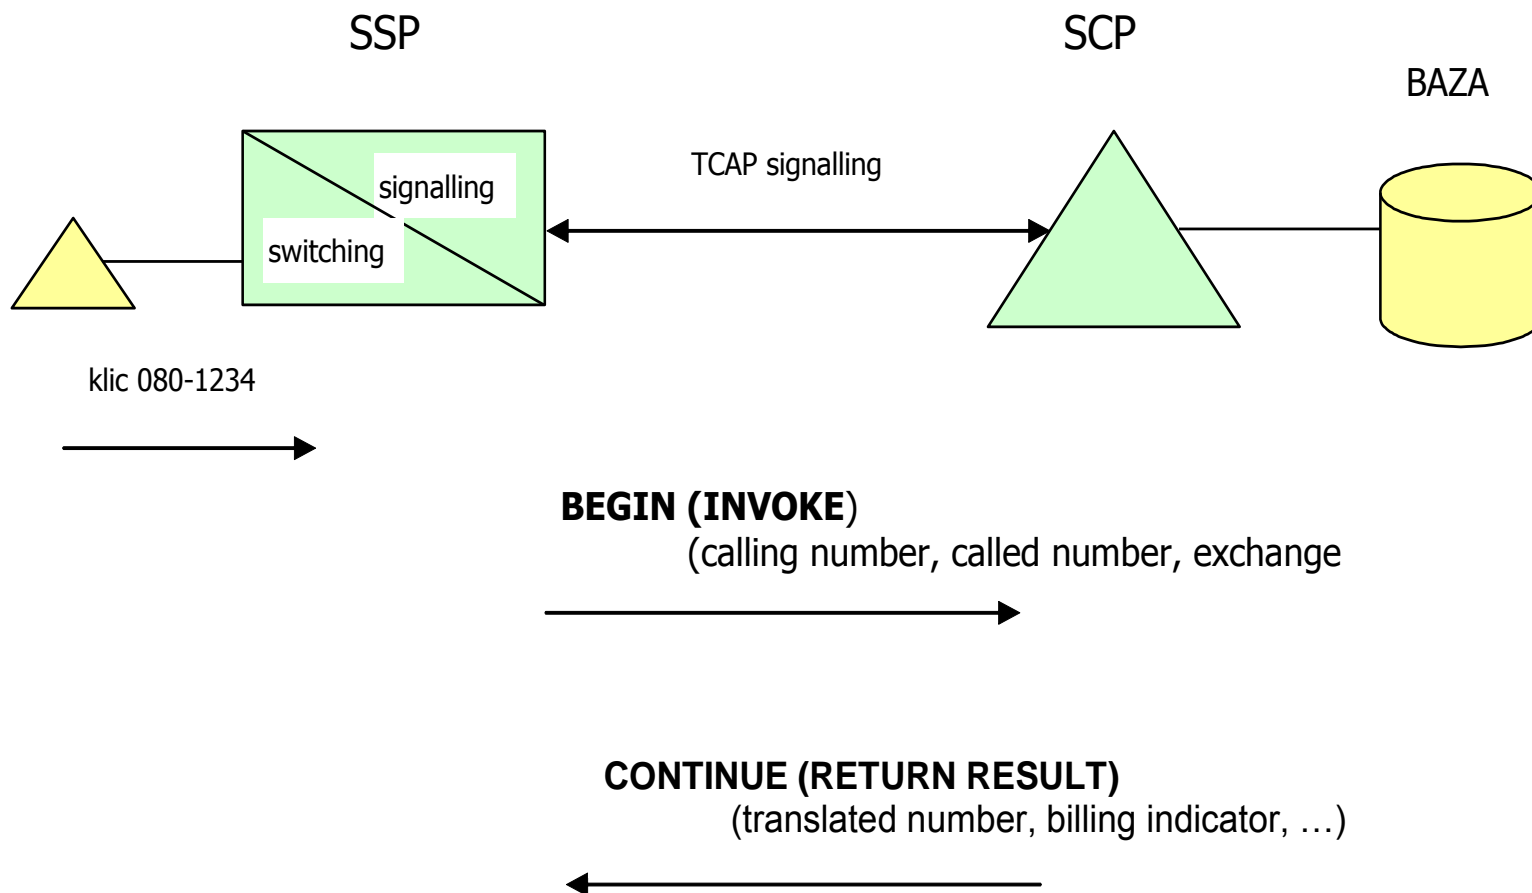 SSP
SCP
BAZA
signalling
TCAP signalling
switching
klic 080-1234
BEGIN (INVOKE)
(calling number, called number, exchange
CONTINUE (RETURN RESULT)
(translated number, billing indicator, …)